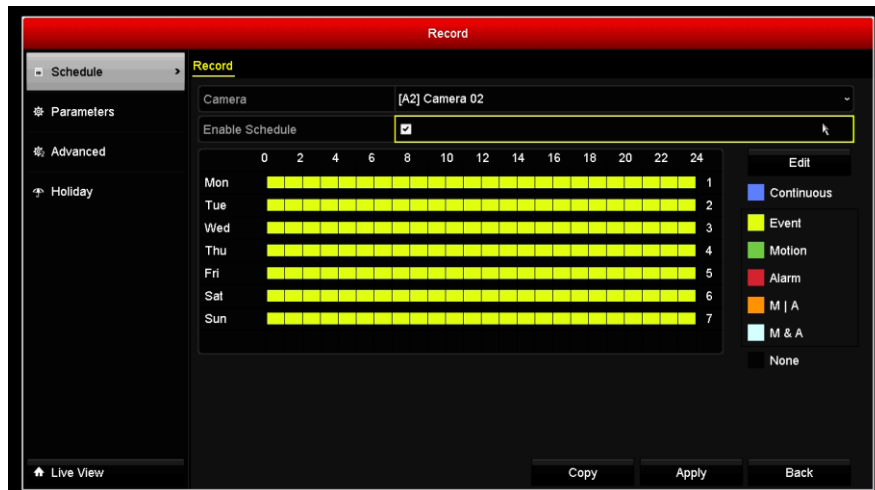 Record
Schedule >
Record
Parameters
Advanced
Holiday
Camera [A2] Camera 02
Enable Schedule
0 2 4 6 8 10 12 14 16 18 20 22 24
Mon 1
Tue 2
Wed 3
Thu 4
Fri 5
Sat 6
Sun 7
Edit
Continuous
Event
Motion
Alarm
M | A
M & A
None
Live View
Copy Apply Back